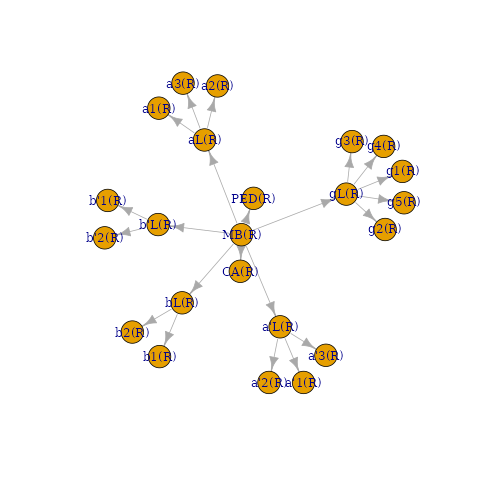 a3(R)
a2(R)
a1(R)
aL(R)
g3(R)
g4(R)
g1(R)
gL(R)
g5(R)
g2(R)
PED(R)
b'1(R)
b'L(R)
b'2(R)
MB(R)
CA(R)
bL(R)
b2(R)
b1(R)
a'L(R)
a'3(R)
a'2(R)
a'1(R)